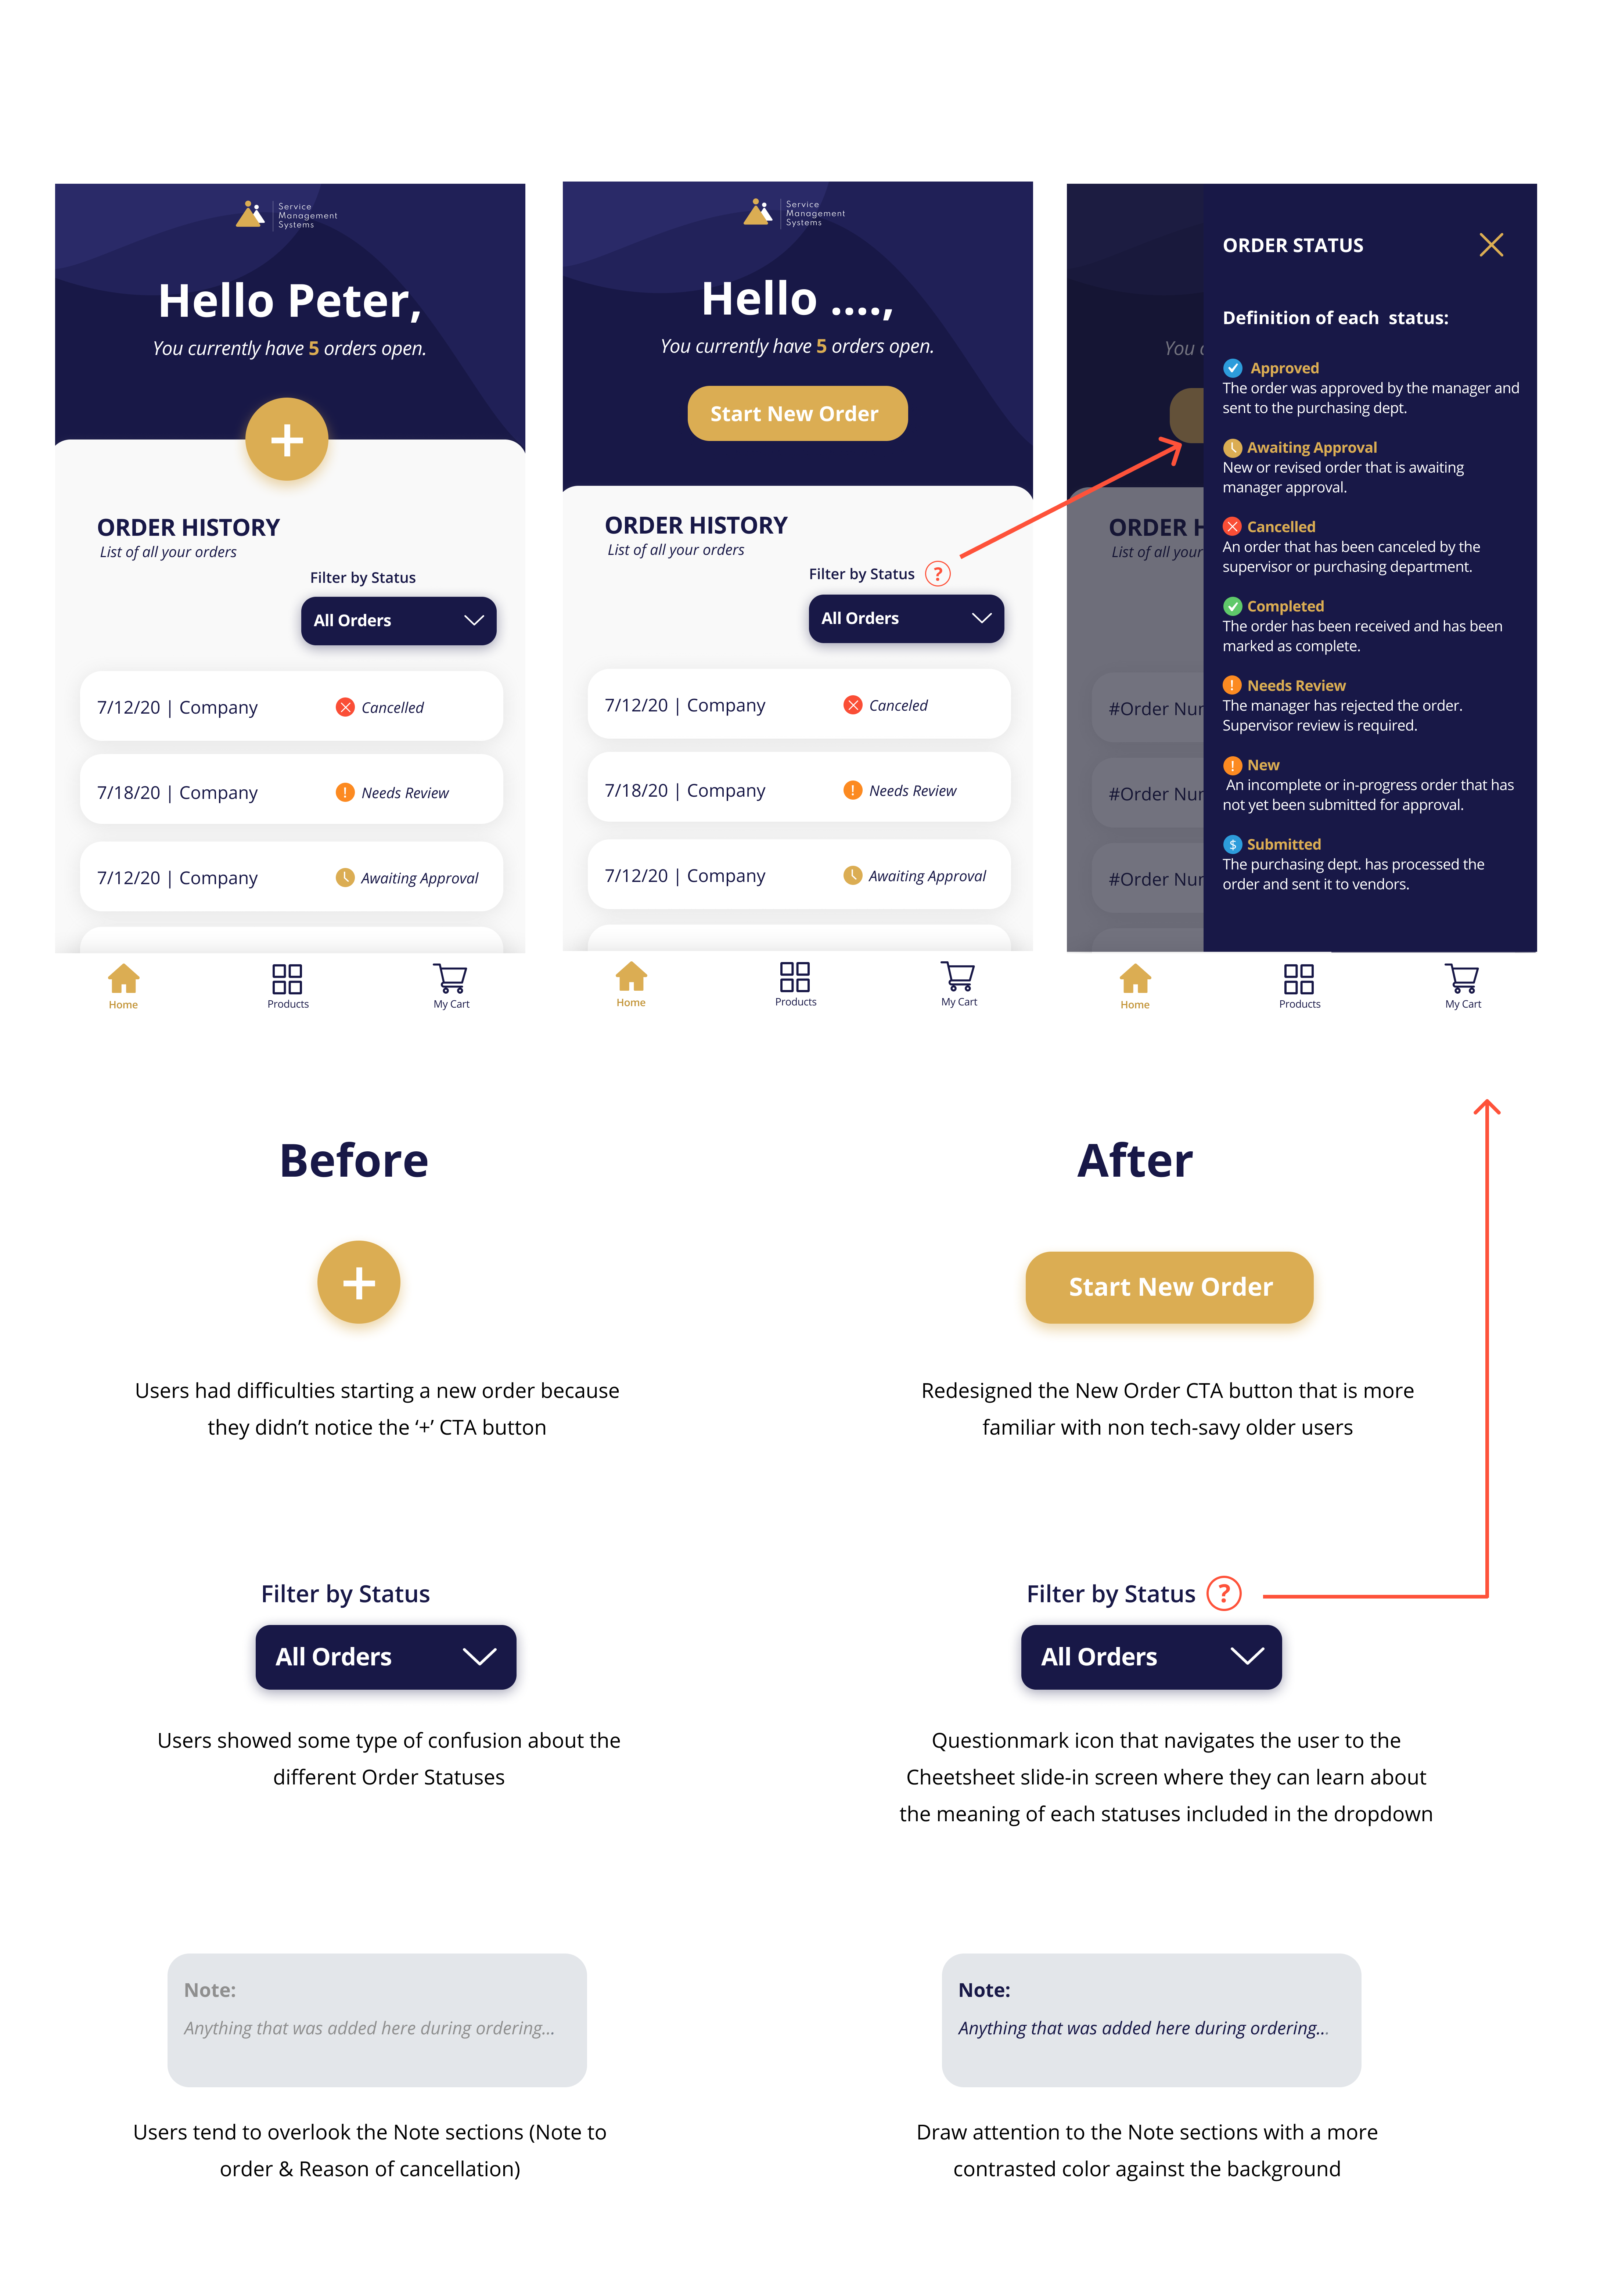 Service
Management
Systems
Hello Peter,
You currently have 5 orders open.
+
ORDER HISTORY
List of all your orders
Filter by Status
All Orders
7/12/20 | Company
Cancelled
7/18/20 | Company
! Needs Review
7/12/20 | Company
Awaiting Approval
Home
Products
My Cart
Service
Management
Systems
Hello ....,
You currently have 5 orders open.
Start New Order
ORDER HISTORY
List of all your orders
Filter by Status ?
All Orders
7/12/20 | Company
Canceled
7/18/20 | Company
! Needs Review
7/12/20 | Company
Awaiting Approval
Home
Products
My Cart
You c
ORDER H
List of all your
#Order Nur
#Order Nur
#Order Nur
ORDER STATUS
Definition of each status:
Approved
The order was approved by the manager and
sent to the purchasing dept.
Awaiting Approval
New or revised order that is awaiting
manager approval.
Cancelled
An order that has been canceled by the
supervisor or purchasing department.
Completed
The order has been received and has been
marked as complete.
! Needs Review
The manager has rejected the order.
Supervisor review is required.
! New
An incomplete or in-progress order that has
not yet been submitted for approval.
$ Submitted
The purchasing dept. has processed the
order and sent it to vendors.
Home
Products
My Cart
Before
+
Users had difficulties starting a new order because
they didn’t notice the ‘+’ CTA button
Filter by Status
All Orders
Users showed some type of confusion about the
different Order Statuses
Note:
Anything that was added here during ordering...
Users tend to overlook the Note sections (Note to
order & Reason of cancellation)
After
Start New Order
Redesigned the New Order CTA button that is more
familiar with non tech-savy older users
Filter by Status ?
All Orders
Questionmark icon that navigates the user to the
Cheetsheet slide-in screen where they can learn about
the meaning of each statuses included in the dropdown
Note:
Anything that was added here during ordering...
Draw attention to the Note sections with a more
contrasted color against the background